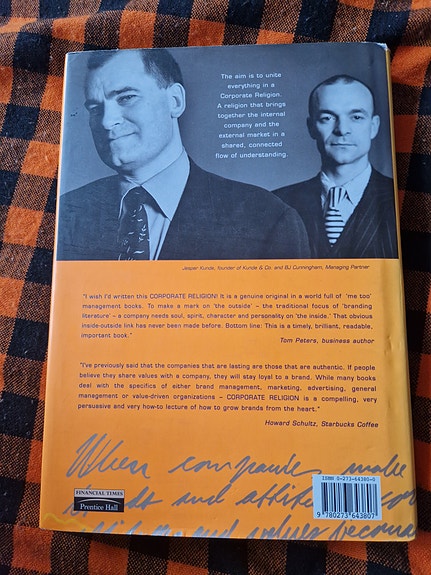 The aim is to unite
everything in a
Corporate Religion.
A religion that brings
together the internal
company and the
external market in a
shared, connected
flow of understanding.
Jesper Kunde, founder of Kunde & Co. and BJ Cunningham, Managing Partner
"I wish I'd written this CORPORATE RELIGION! It is a genuine original in a world full of 'me too'
management books. To make a mark on 'the outside' – the traditional focus of 'branding
literature' – a company needs soul, spirit, character and personality on 'the inside.' That obvious
inside-outside link has never been made before. Bottom line: This is a timely, brilliant, readable,
important book."
Tom Peters, business author
"I've previously said that the companies that are lasting are those that are authentic. If people
believe they share values with a company, they will stay loyal to a brand. While many books
deal with the specifics of either brand management, marketing, advertising, general
management or value-driven organizations – CORPORATE RELIGION is a compelling, very
persuasive and very how-to lecture of how to grow brands from the heart."
Howard Schultz, Starbucks Coffee
When companies make
and
and values become
FINANCIAL TIMES
Prentice Hall
ISBN 0-273-64380-0
9 780273 643807